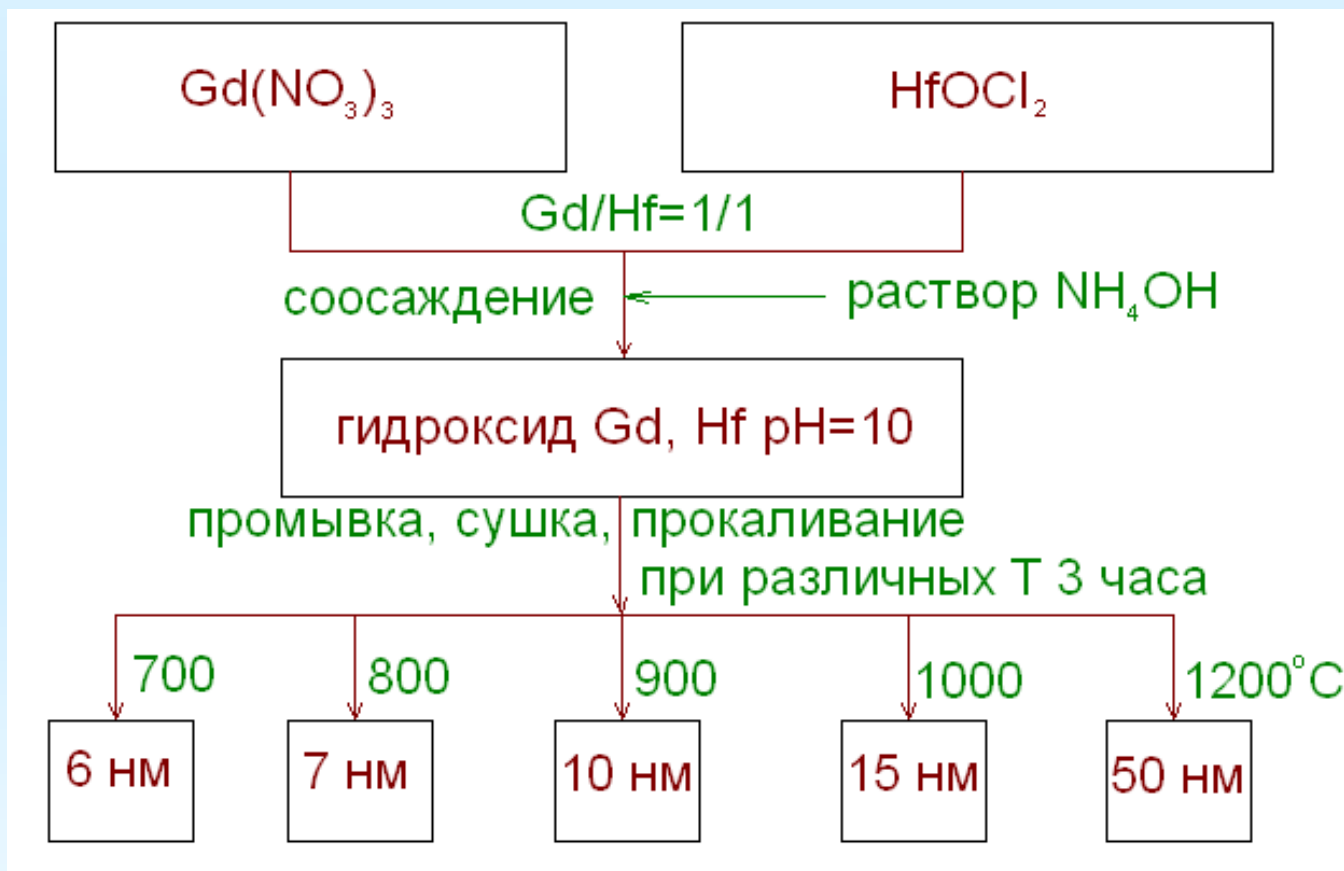 Gd(NO₃)₃
HfOCl₂
Gd/Hf=1/1
соосаждение
раствор NH₄OH
гидроксид Gd, Hf pH=10
промывка, сушка, прокаливание
при различных Т 3 часа
700
800
900
1000
1200°C
6 нм
7 нм
10 нм
15 нм
50 нм